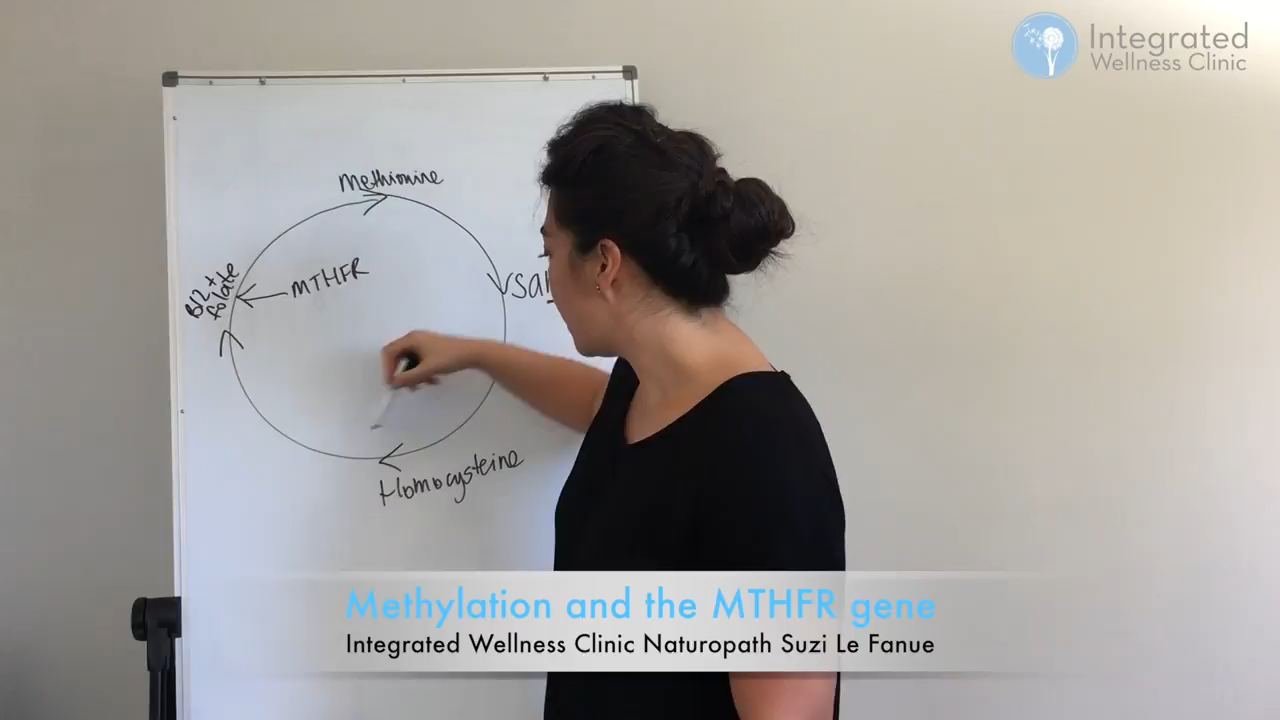 Integrated
Wellness Clinic
Methionine
B12 +
folate
MTHFR
Homocysteine
Methylation and the MTHFR gene
Integrated Wellness Clinic Naturopath Suzi Le Fanue